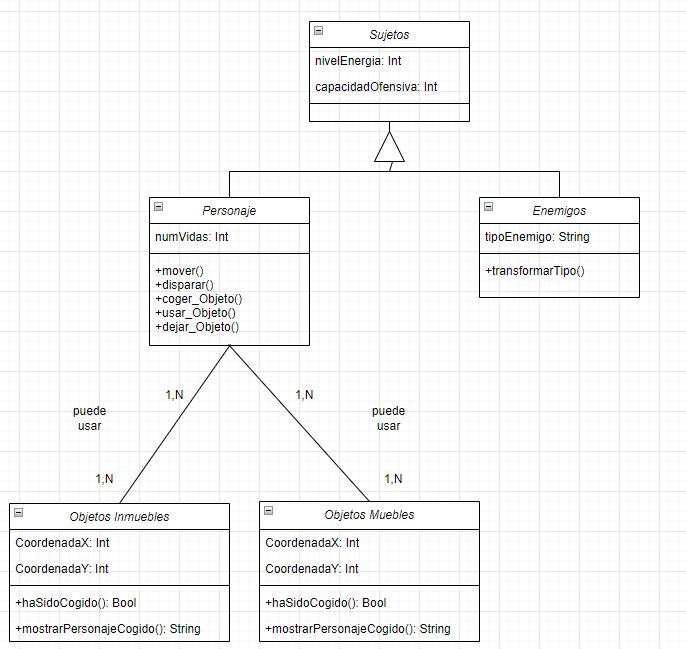 Sujetos
nivelEnergia: Int
capacidadOfensiva: Int
Personaje
numVidas: Int
+mover()
+disparar()
+coger_Objeto()
+usar_Objeto()
+dejar_Objeto()
Enemigos
tipoEnemigo: String
+transformarTipo()
1,N
1,N
puede
usar
puede
usar
1,N
1,N
Objetos Inmuebles
CoordenadaX: Int
CoordenadaY: Int
+haSidoCogido(): Bool
+mostrarPersonajeCogido(): String
Objetos Muebles
CoordenadaX: Int
CoordenadaY: Int
+haSidoCogido(): Bool
+mostrarPersonajeCogido(): String